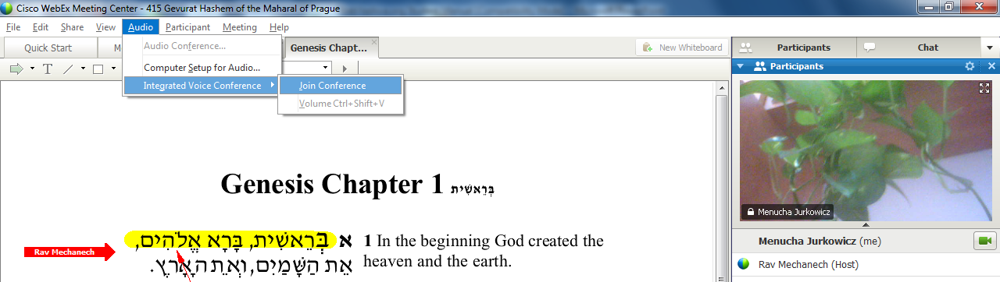 Cisco WebEx Meeting Center - 415 Gevurat Hashem of the Maharal of Prague
File Edit Share View Audio Participant Meeting Help
Quick Start
Genesis Chapt...
New Whiteboard
Audio Conference...
Computer Setup for Audio...
Integrated Voice Conference
Join Conference
Volume Ctrl+Shift+V
Participants
Chat
Participants
Menucha Jurkowicz
Menucha Jurkowicz (me)
Rav Mechanech (Host)
Genesis Chapter 1 בְּרֵאשִׁית
Rav Mechanech
א בְּרֵאשִׁית, בָּרָא אֱלֹהִים,
אֵת הַשָּׁמַיִם, וְאֵת הָאָרֶץ.
1 In the beginning God created the
heaven and the earth.